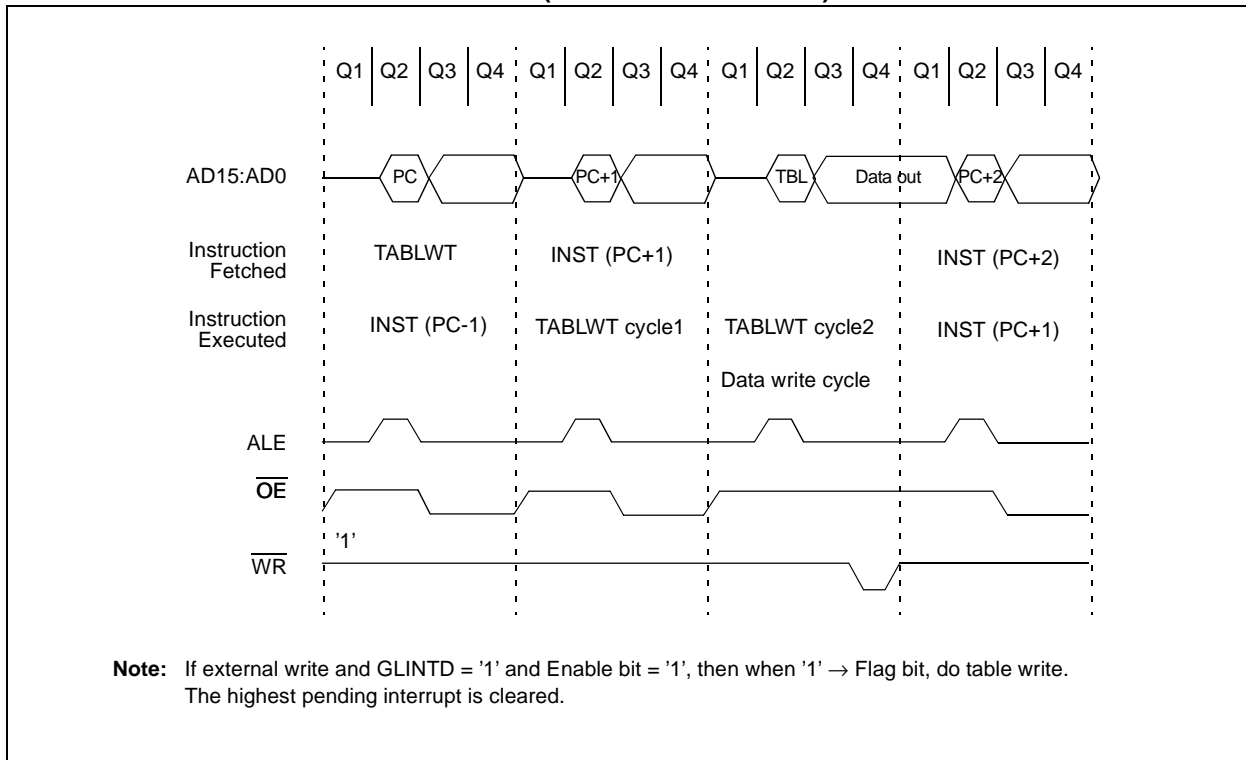 Q1 Q2 Q3 Q4 Q1 Q2 Q3 Q4 Q1 Q2 Q3 Q4 Q1 Q2 Q3 Q4
AD15:AD0 PC PC+1 TBL Data out PC+2
Instruction
Fetched
TABLWT INST (PC+1) INST (PC+2)
Instruction
Executed
INST (PC-1) TABLWT cycle1 TABLWT cycle2 INST (PC+1)
Data write cycle
ALE
OE
'1'
WR
Note: If external write and GLINTD = '1' and Enable bit = '1', then when '1' → Flag bit, do table write.
The highest pending interrupt is cleared.